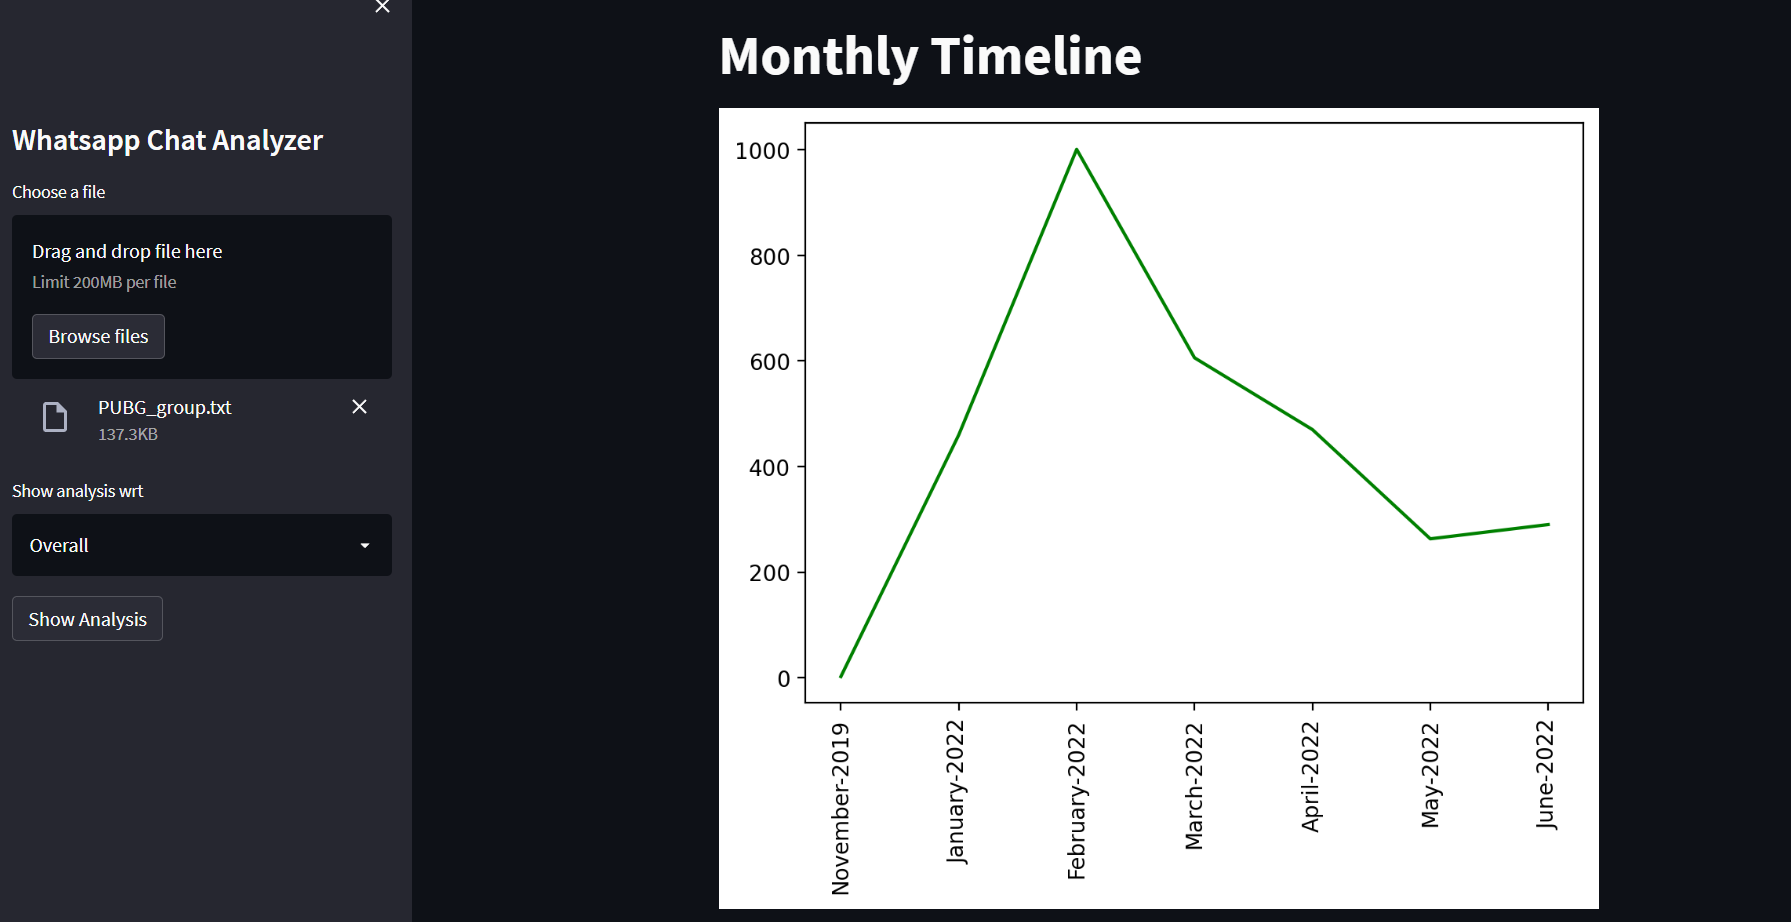 Whatsapp Chat Analyzer
Choose a file
Drag and drop file here
Limit 200MB per file
Browse files
PUBG_group.txt
137.3KB
Show analysis wrt
Overall
Show Analysis
Monthly Timeline
1000
800
600
400
200
0
November-2019
January-2022
February-2022
March-2022
April-2022
May-2022
June-2022